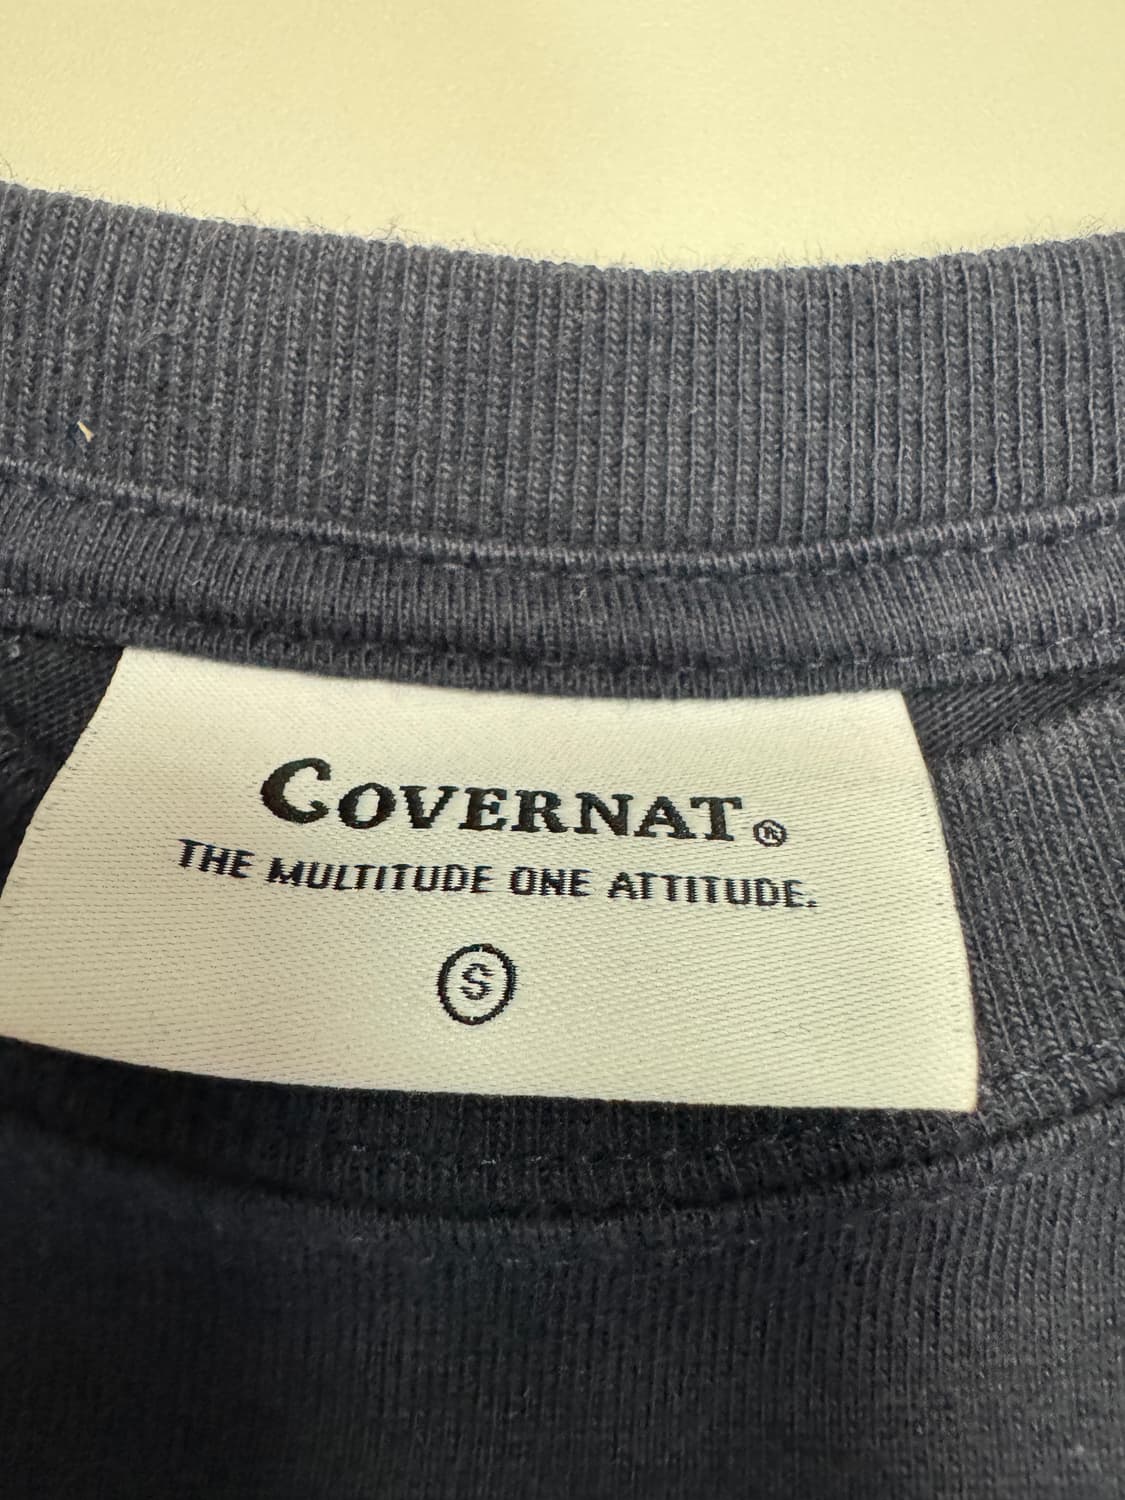 COVERNAT®
THE MULTITUDE ONE ATTITUDE.
S